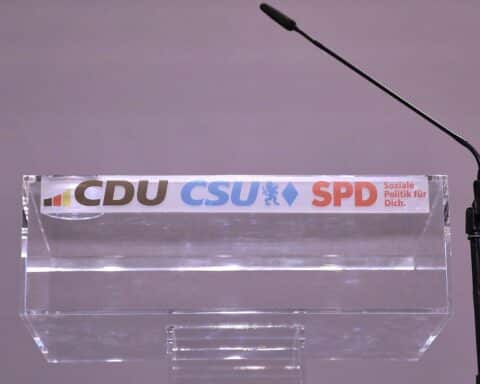 CDU CSU SPD Soziale
Politik für
Dich.